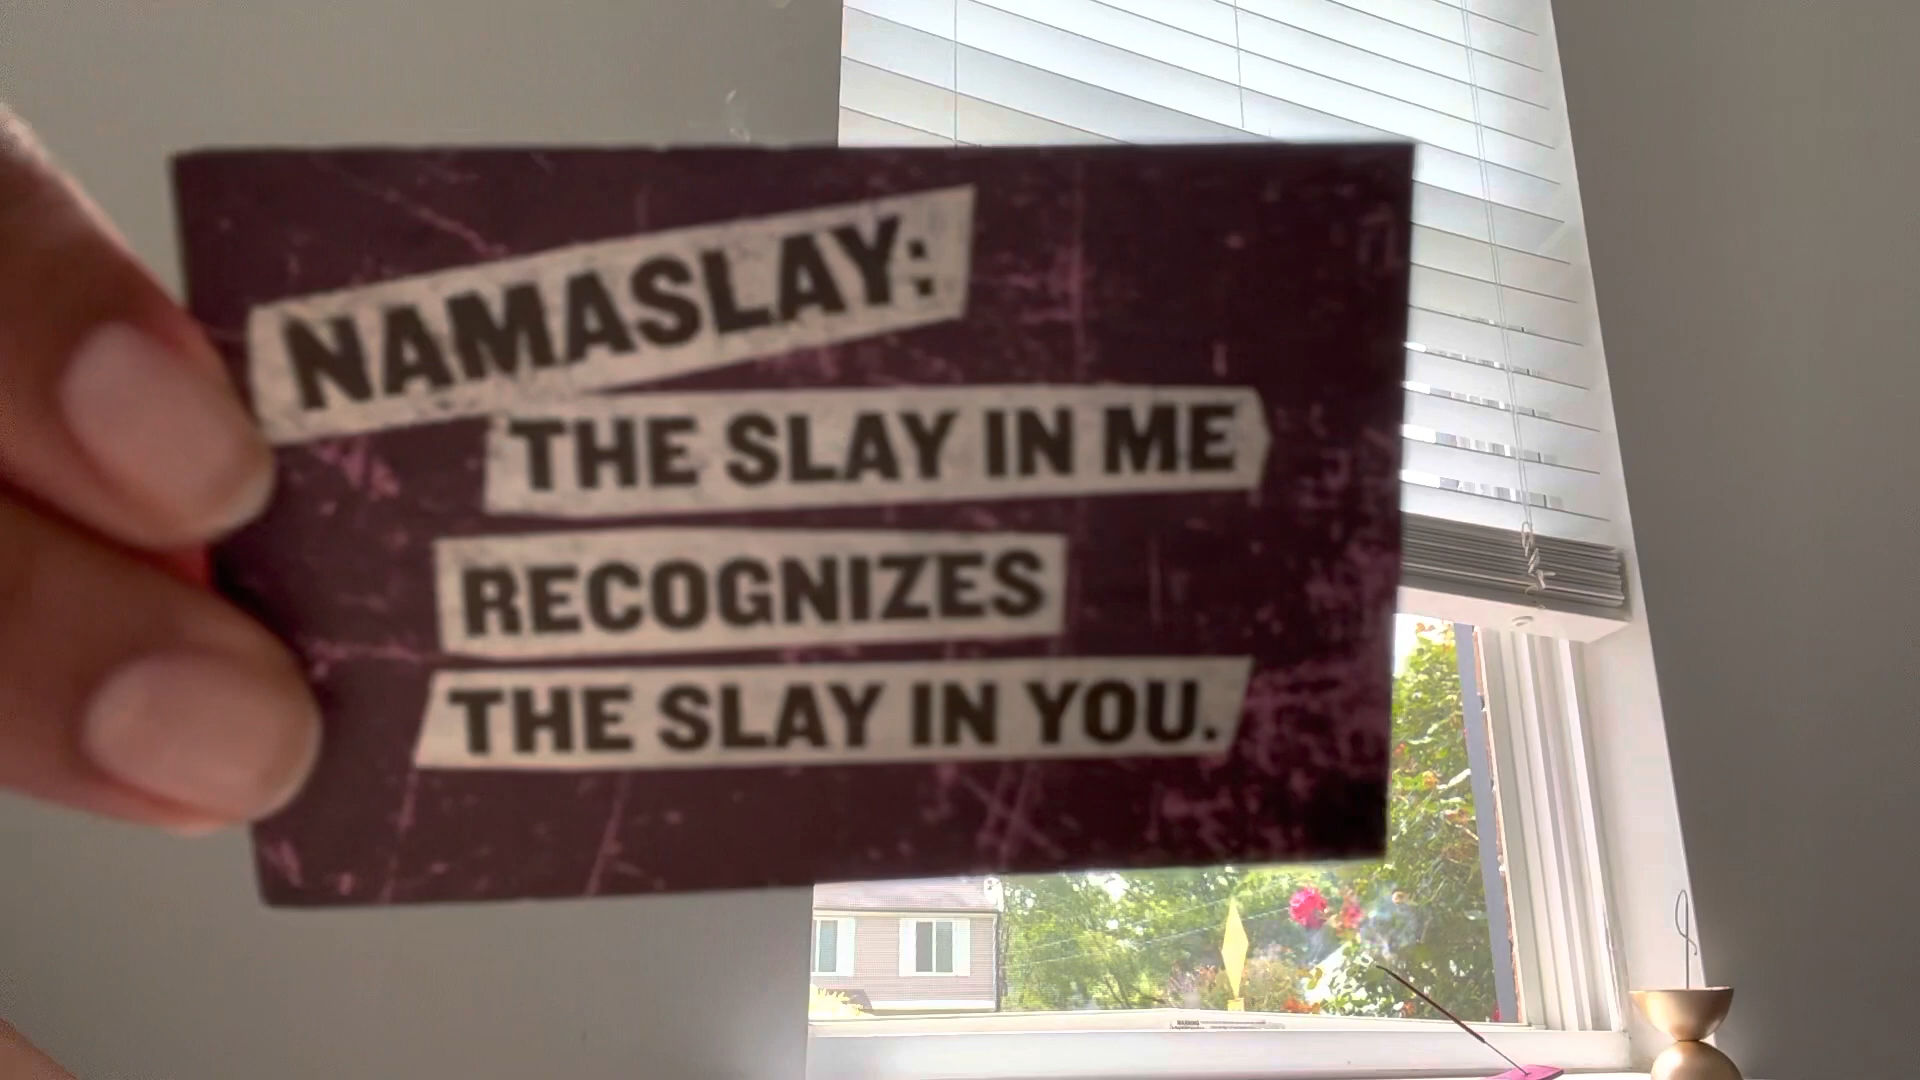 NAMASLAY:
THE SLAY IN ME
RECOGNIZES
THE SLAY IN YOU.